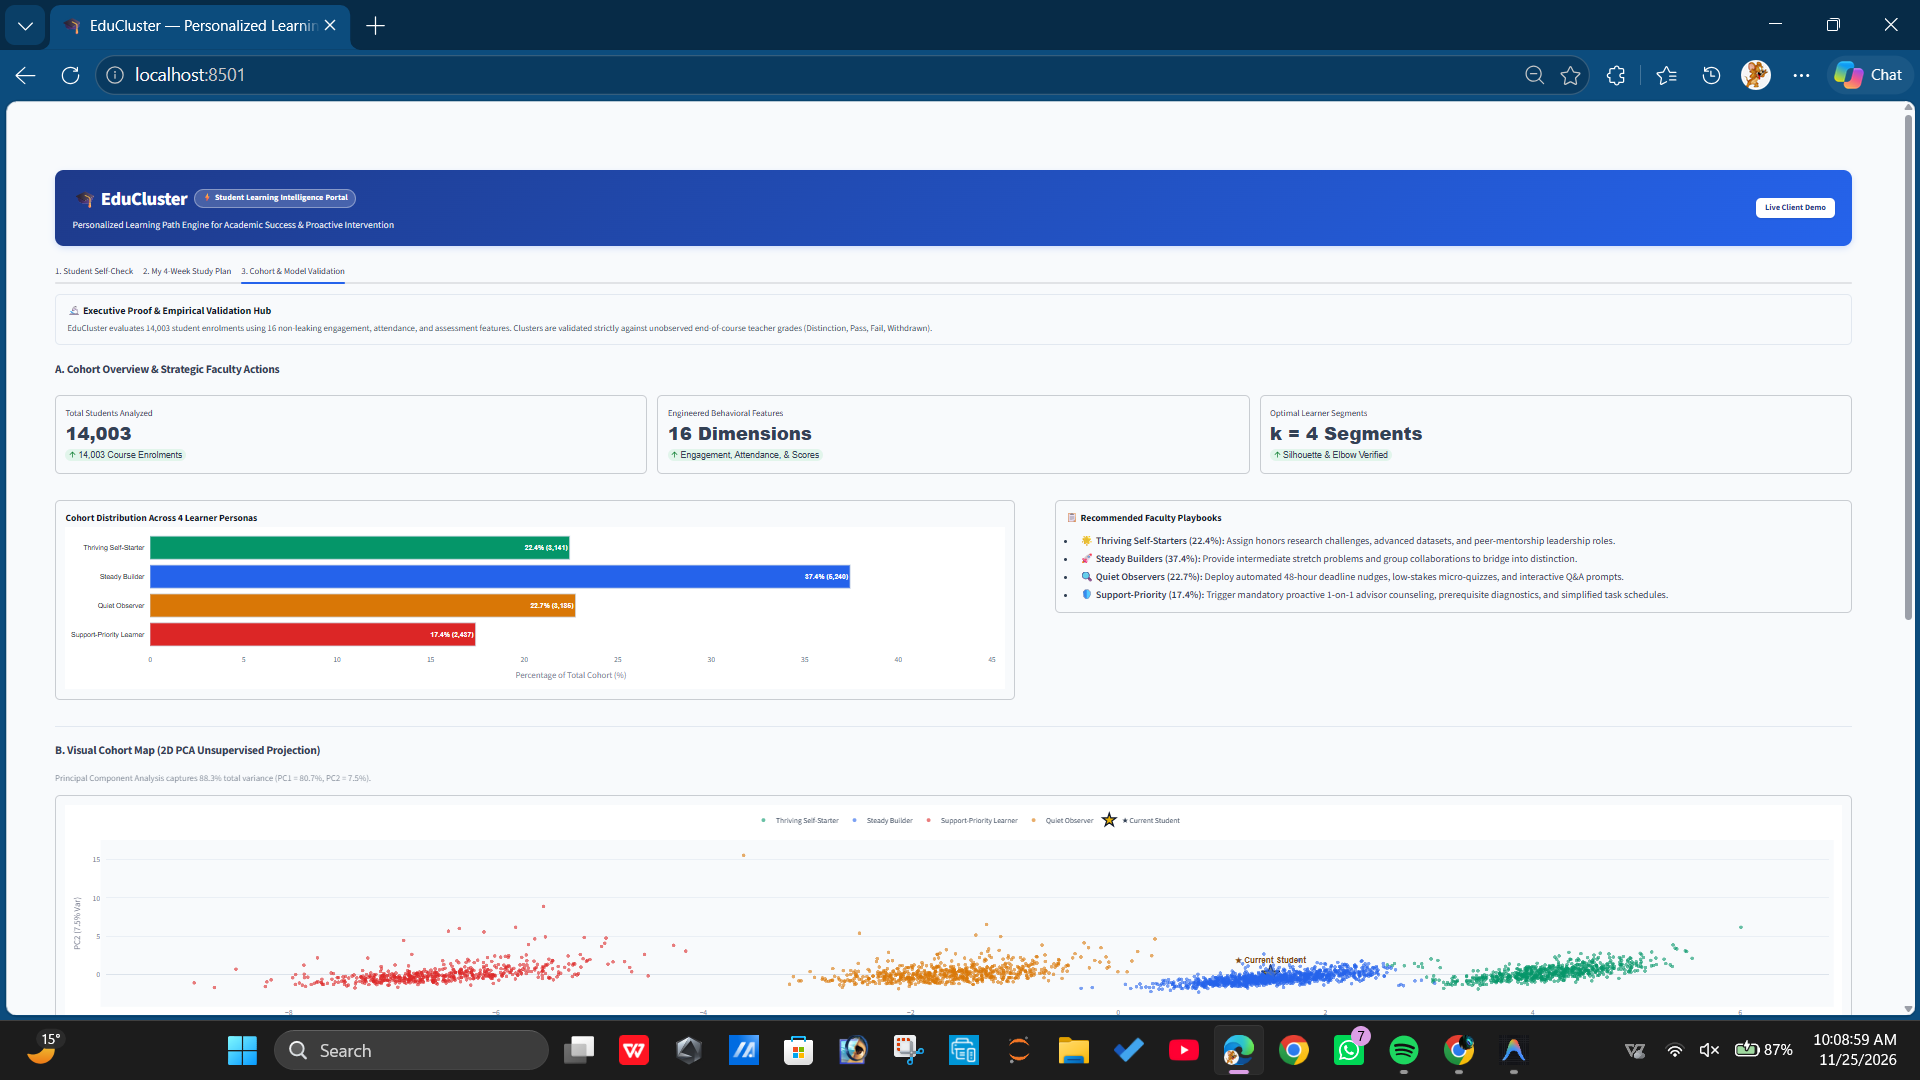 EduCluster — Personalized Learnin
localhost:8501
Chat
EduCluster
Student Learning Intelligence Portal
Personalized Learning Path Engine for Academic Success & Proactive Intervention
Live Client Demo
1. Student Self-Check 2. My 4-Week Study Plan 3. Cohort & Model Validation
Executive Proof & Empirical Validation Hub
EduCluster evaluates 14,003 student enrolments using 16 non-leaking engagement, attendance, and assessment features. Clusters are validated strictly against unobserved end-of-course teacher grades (Distinction, Pass, Fail, Withdrawn).
A. Cohort Overview & Strategic Faculty Actions
Total Students Analyzed
14,003
↑ 14,003 Course Enrolments
Engineered Behavioral Features
16 Dimensions
↑ Engagement, Attendance, & Scores
Optimal Learner Segments
k = 4 Segments
↑ Silhouette & Elbow Verified
Cohort Distribution Across 4 Learner Personas
Thriving Self-Starter 22.4% (3,141)
Steady Builder 37.4% (5,240)
Quiet Observer 22.7% (3,185)
Support-Priority Learner 17.4% (2,437)
0 5 10 15 20 25 30 35 40 45
Percentage of Total Cohort (%)
Recommended Faculty Playbooks
• Thriving Self-Starters (22.4%): Assign honors research challenges, advanced datasets, and peer-mentorship leadership roles.
• Steady Builders (37.4%): Provide intermediate stretch problems and group collaborations to bridge into distinction.
• Quiet Observers (22.7%): Deploy automated 48-hour deadline nudges, low-stakes micro-quizzes, and interactive Q&A prompts.
• Support-Priority (17.4%): Trigger mandatory proactive 1-on-1 advisor counseling, prerequisite diagnostics, and simplified task schedules.
B. Visual Cohort Map (2D PCA Unsupervised Projection)
Principal Component Analysis captures 88.3% total variance (PC1 = 80.7%, PC2 = 7.5%).
Thriving Self-Starter Steady Builder Support-Priority Learner Quiet Observer ★ Current Student
15
10
5
0
PC2 (7.5% Var)
★ Current Student
−8 −6 −4 −2 0 2 4 6
15°
Search
7
87%
10:08:59 AM
11/25/2026